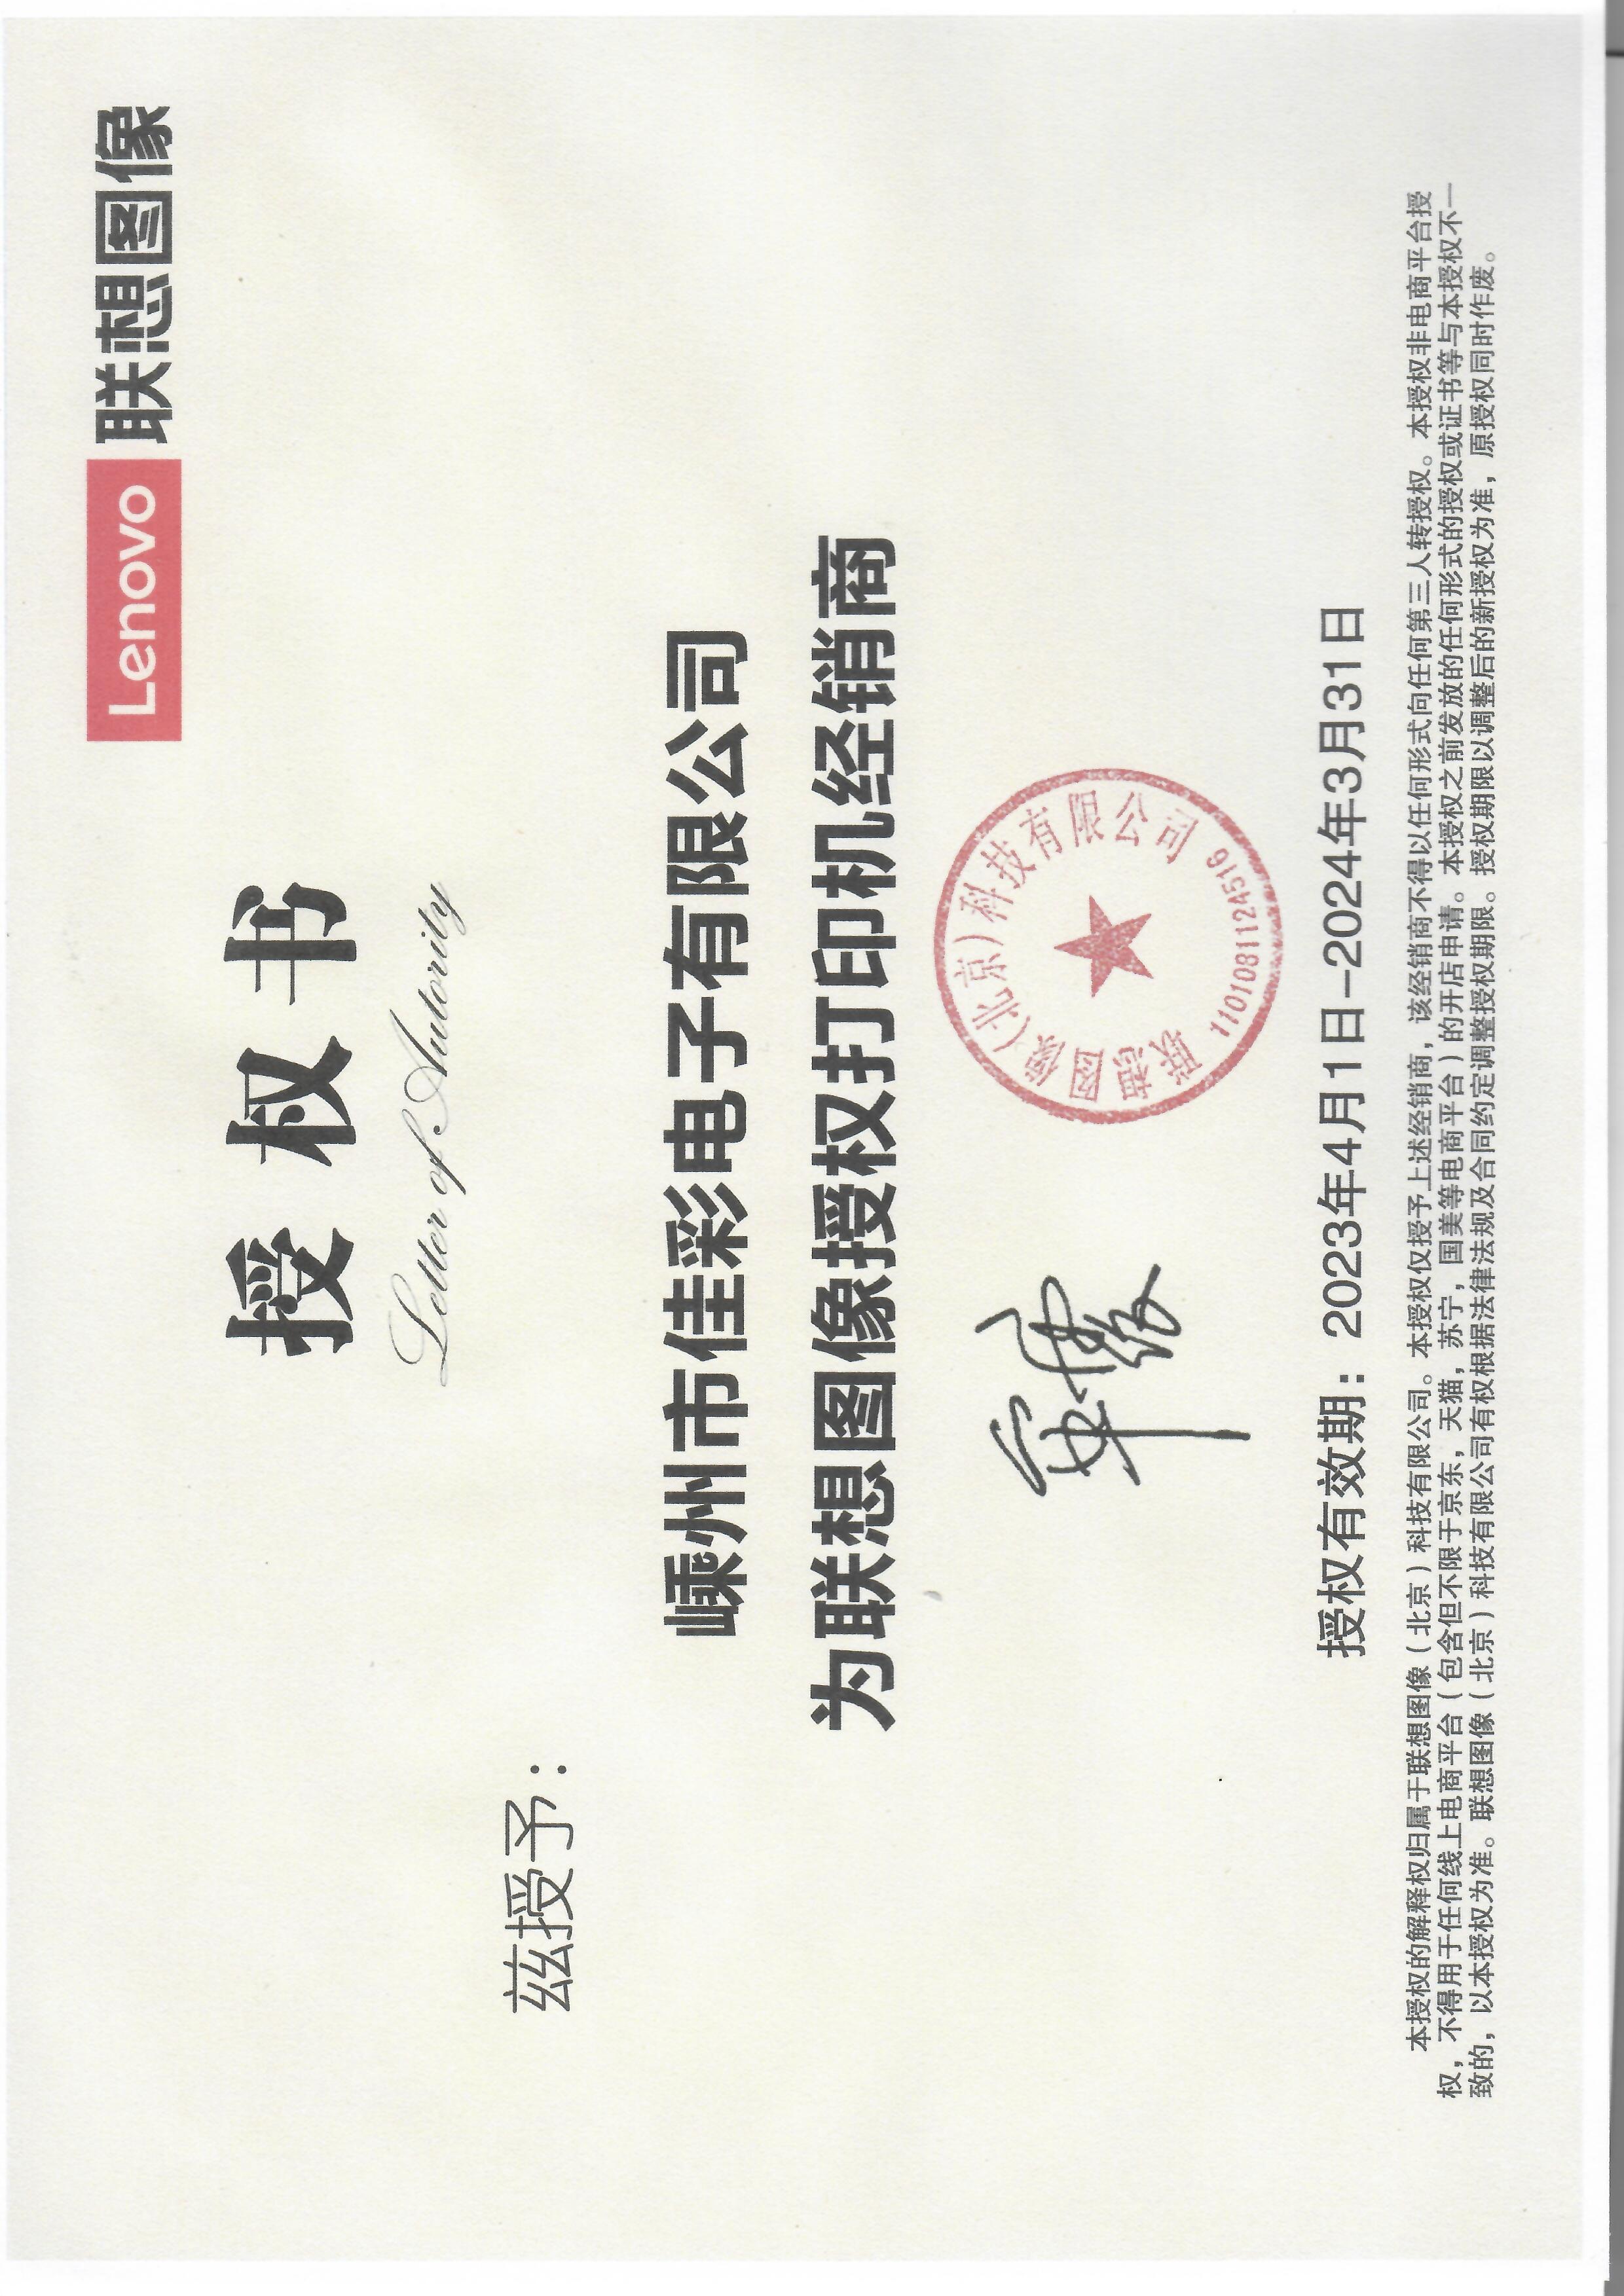 Lenovo 联想图像
授权书
Letter of Autority
兹授予：
嵊州市佳彩电子有限公司
为联想图像授权打印机经销商
联想图像（北京）科技有限公司
1101081124516
授权有效期：2023年4月1日-2024年3月31日
本授权的解释权归属于联想图像（北京）科技有限公司。本授权仅授予上述经销商，该经销商不得以任何形式向任何第三人转授权。本授权非电商平台授
权，不得用于任何线上电商平台（包含但不限于京东，天猫，苏宁，国美等电商平台）的开店申请。本授权之前发放的任何形式的授权或证书等与本授权不一
致的，以本授权为准。联想图像（北京）科技有限公司有权根据法律法规及合同约定调整授权期限。授权期限以调整后的新授权为准，原授权同时作废。